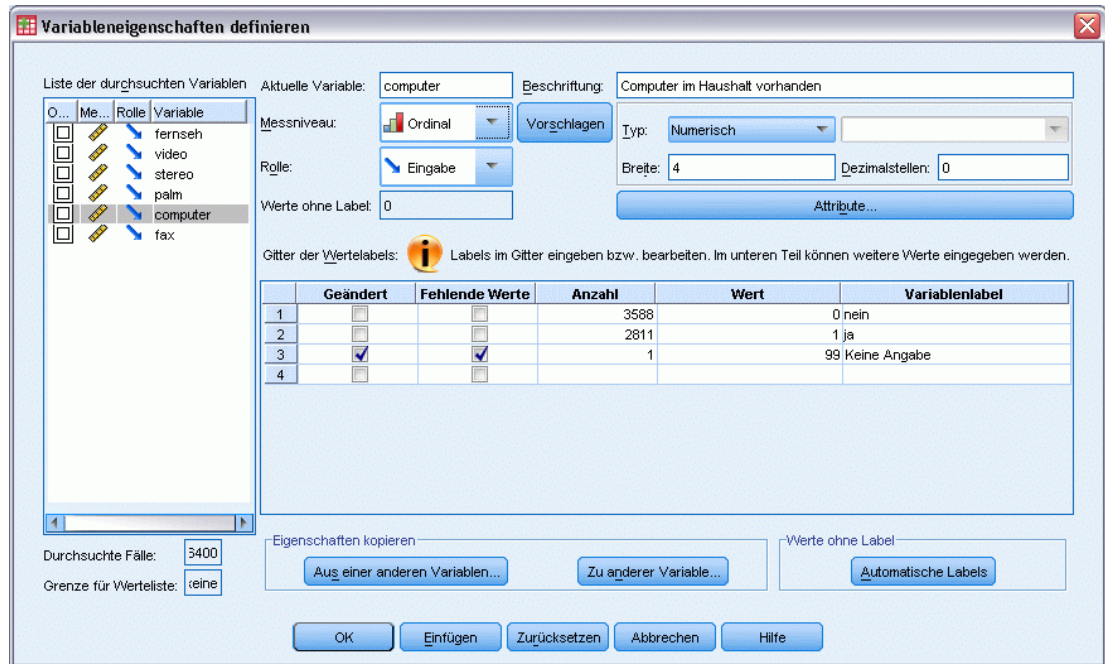 Variableneigenschaften definieren
Liste der durchsuchten Variablen
O... Me... Rolle Variable
fernseh
video
stereo
palm
computer
fax
Durchsuchte Fälle: 6400
Grenze für Werteliste: keine
Aktuelle Variable: computer Beschriftung: Computer im Haushalt vorhanden
Messniveau: Ordinal Vorschlagen Typ: Numerisch
Rolle: Eingabe Breite: 4 Dezimalstellen: 0
Werte ohne Label: 0 Attribute...
Gitter der Wertelabels: Labels im Gitter eingeben bzw. bearbeiten. Im unteren Teil können weitere Werte eingegeben werden.
Geändert Fehlende Werte Anzahl Wert Variablenlabel
1 3588 0 nein
2 2811 1 ja
3 1 99 Keine Angabe
4
Eigenschaften kopieren
Aus einer anderen Variablen... Zu anderer Variable...
Werte ohne Label
Automatische Labels
OK Einfügen Zurücksetzen Abbrechen Hilfe